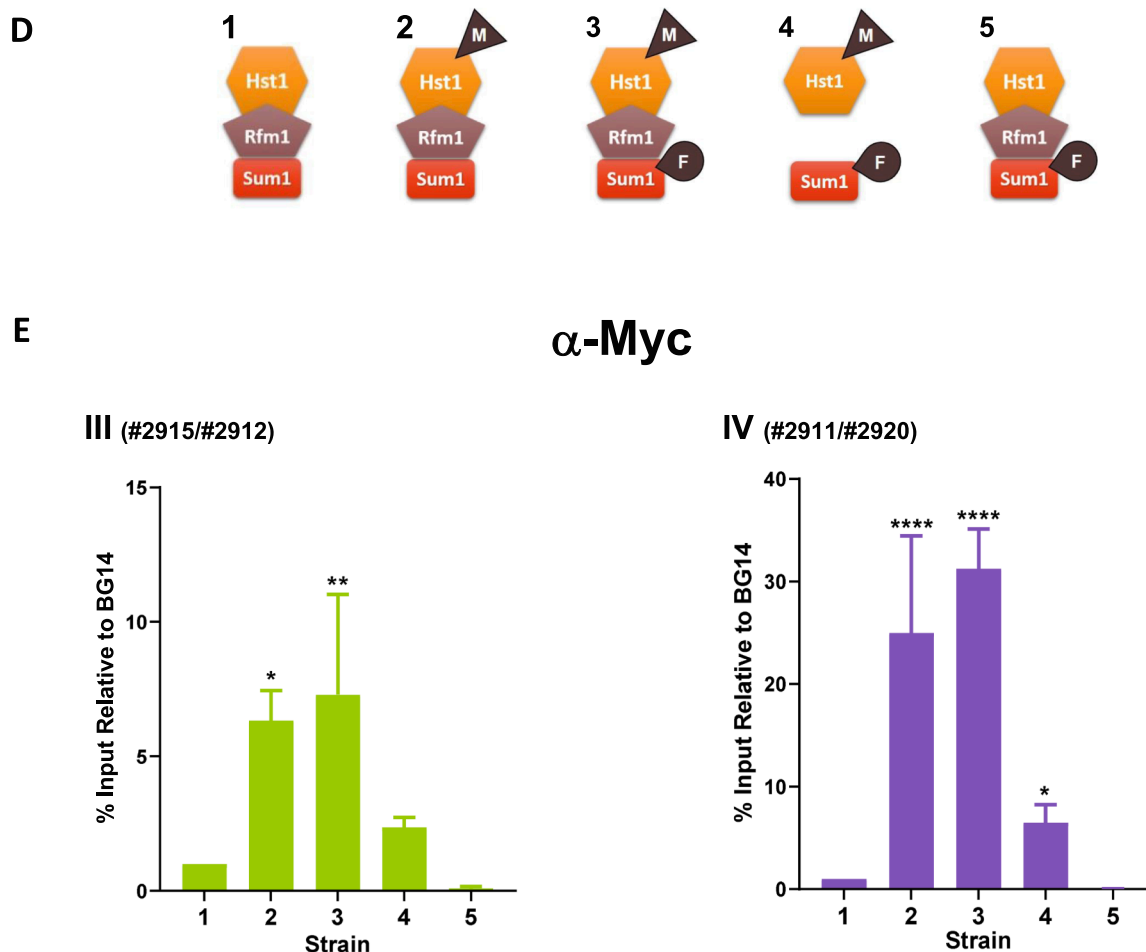 D
1 2 3 4 5
M M M
Hst1 Hst1 Hst1 Hst1 Hst1
Rfm1 Rfm1 Rfm1 Rfm1
F F F
Sum1 Sum1 Sum1 Sum1 Sum1
E
α-Myc
III (#2915/#2912)
% Input Relative to BG14
15
10
5
0
*
**
1 2 3 4 5
Strain
IV (#2911/#2920)
% Input Relative to BG14
40
30
20
10
0
****
****
*
1 2 3 4 5
Strain